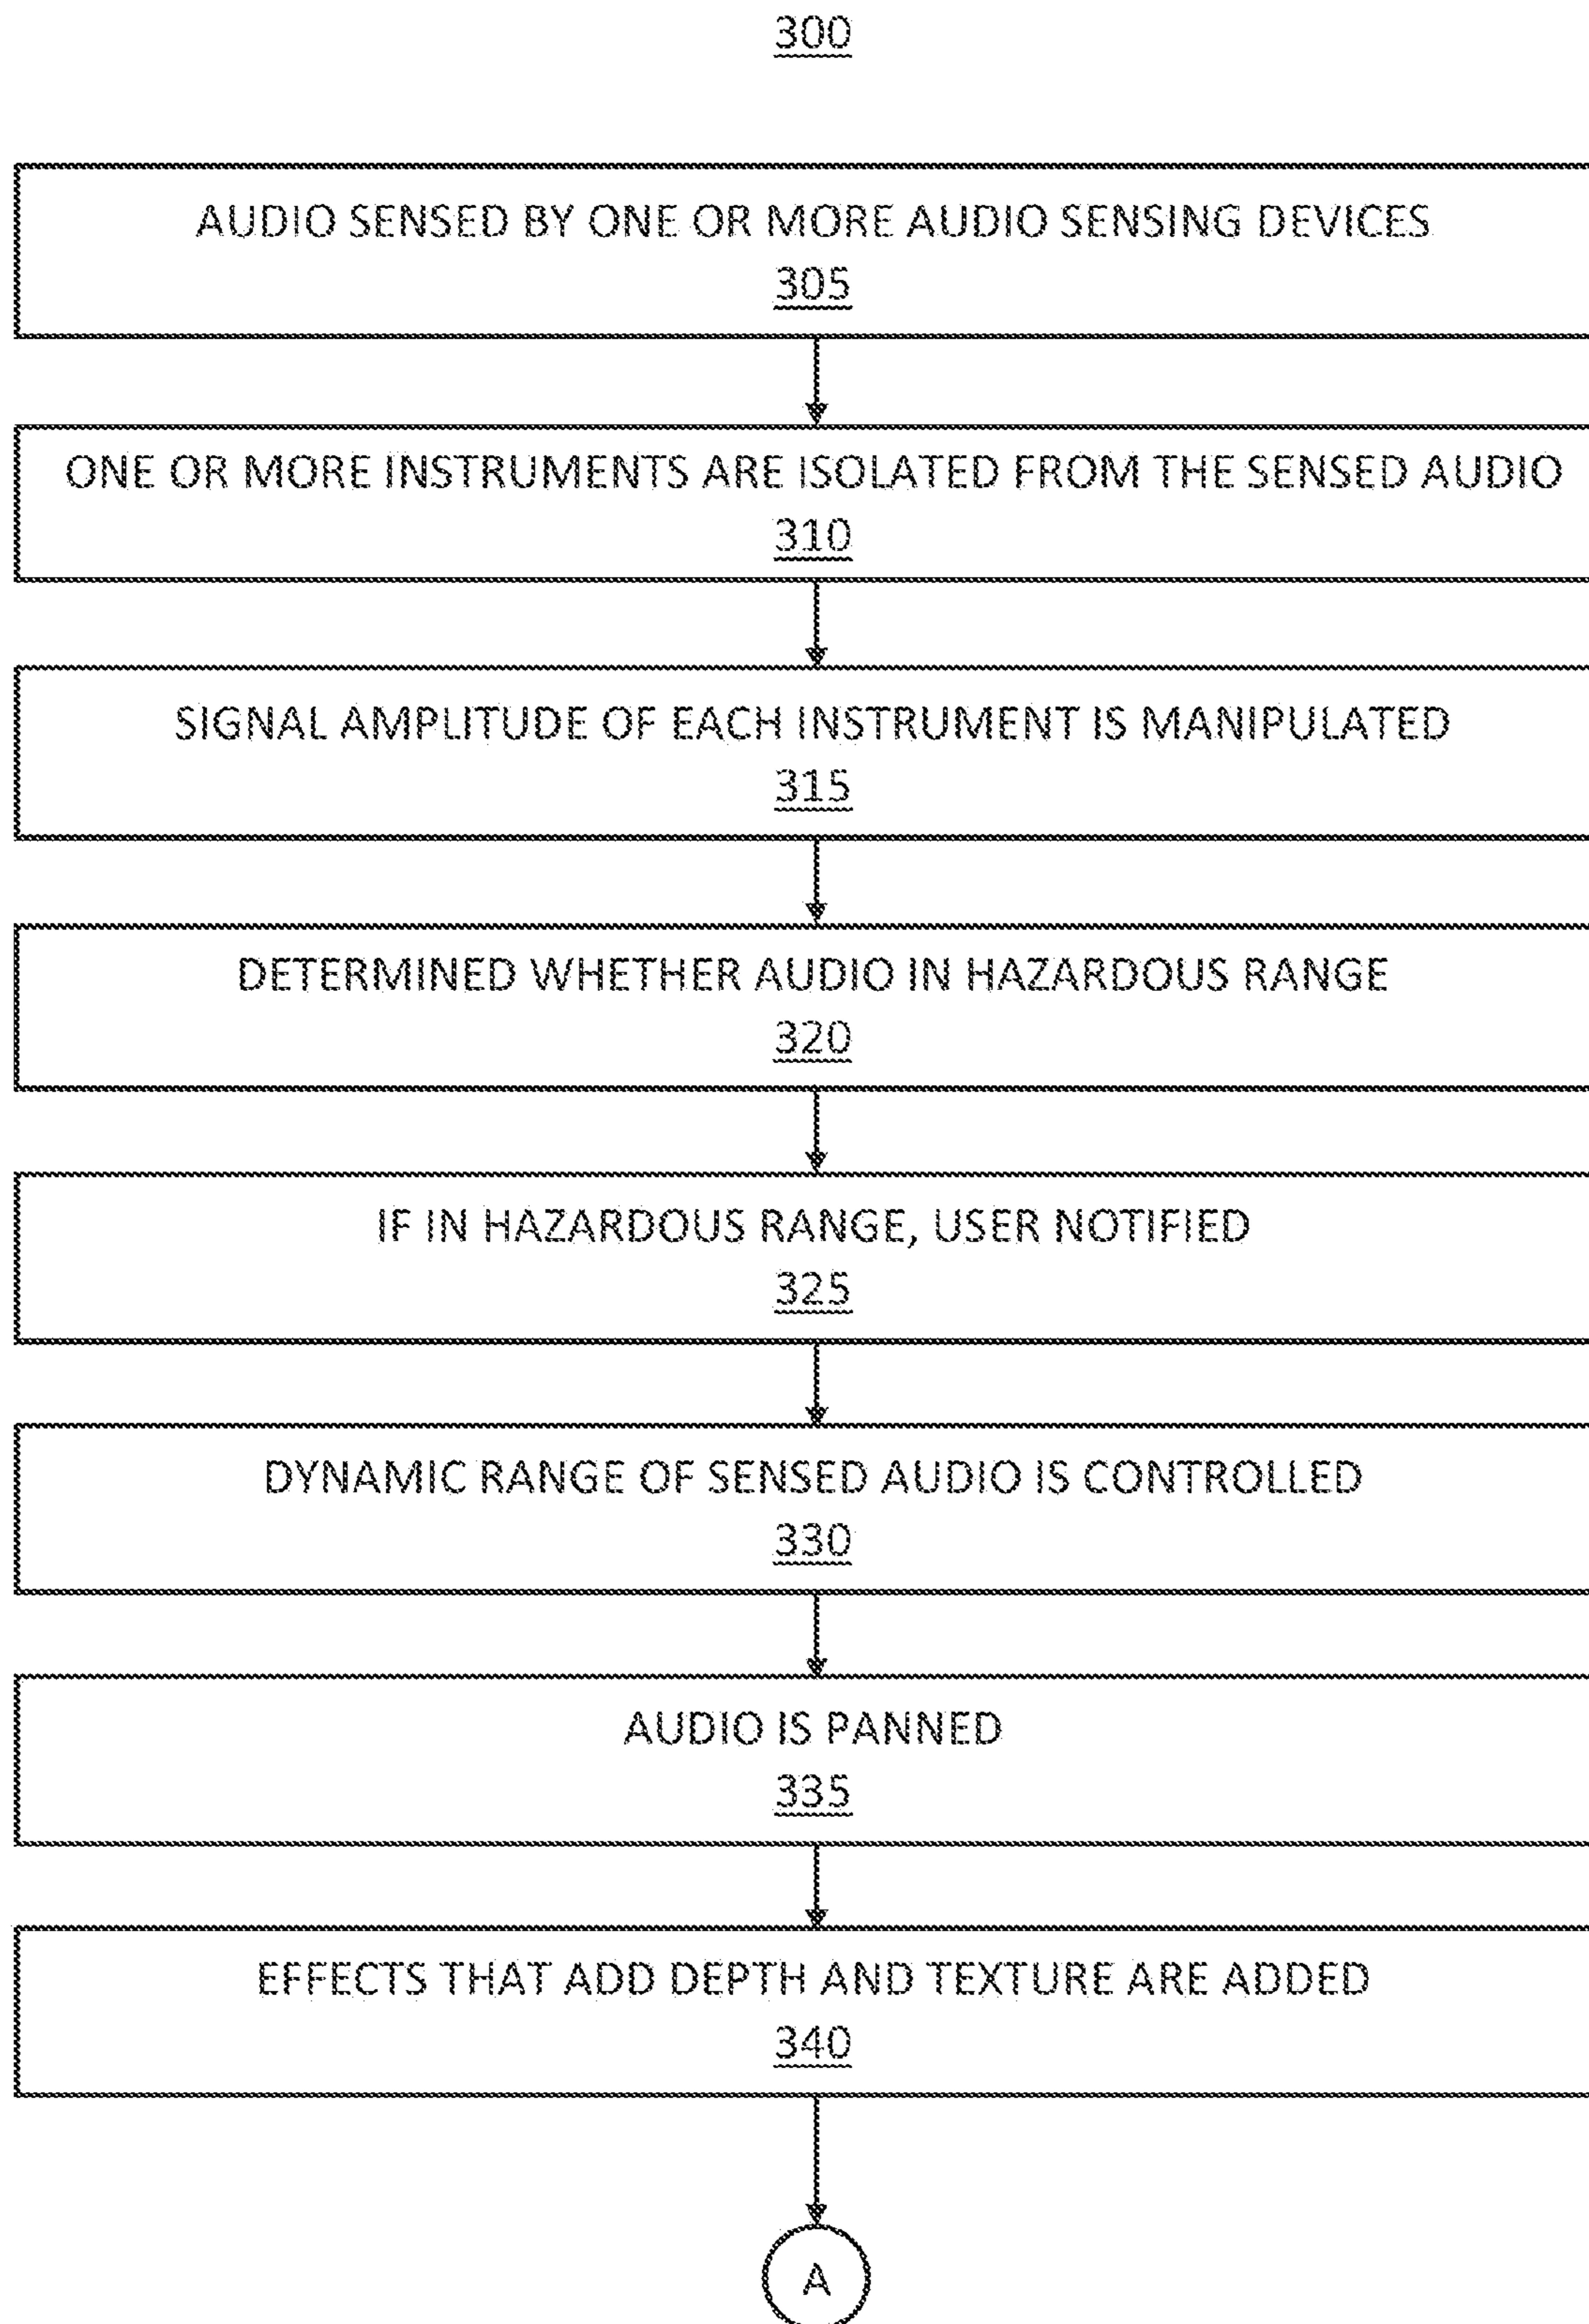 300
AUDIO SENSED BY ONE OR MORE AUDIO SENSING DEVICES
305
ONE OR MORE INSTRUMENTS ARE ISOLATED FROM THE SENSED AUDIO
310
SIGNAL AMPLITUDE OF EACH INSTRUMENT IS MANIPULATED
315
DETERMINED WHETHER AUDIO IN HAZARDOUS RANGE
320
IF IN HAZARDOUS RANGE, USER NOTIFIED
325
DYNAMIC RANGE OF SENSED AUDIO IS CONTROLLED
330
AUDIO IS PANNED
335
EFFECTS THAT ADD DEPTH AND TEXTURE ARE ADDED
340
A